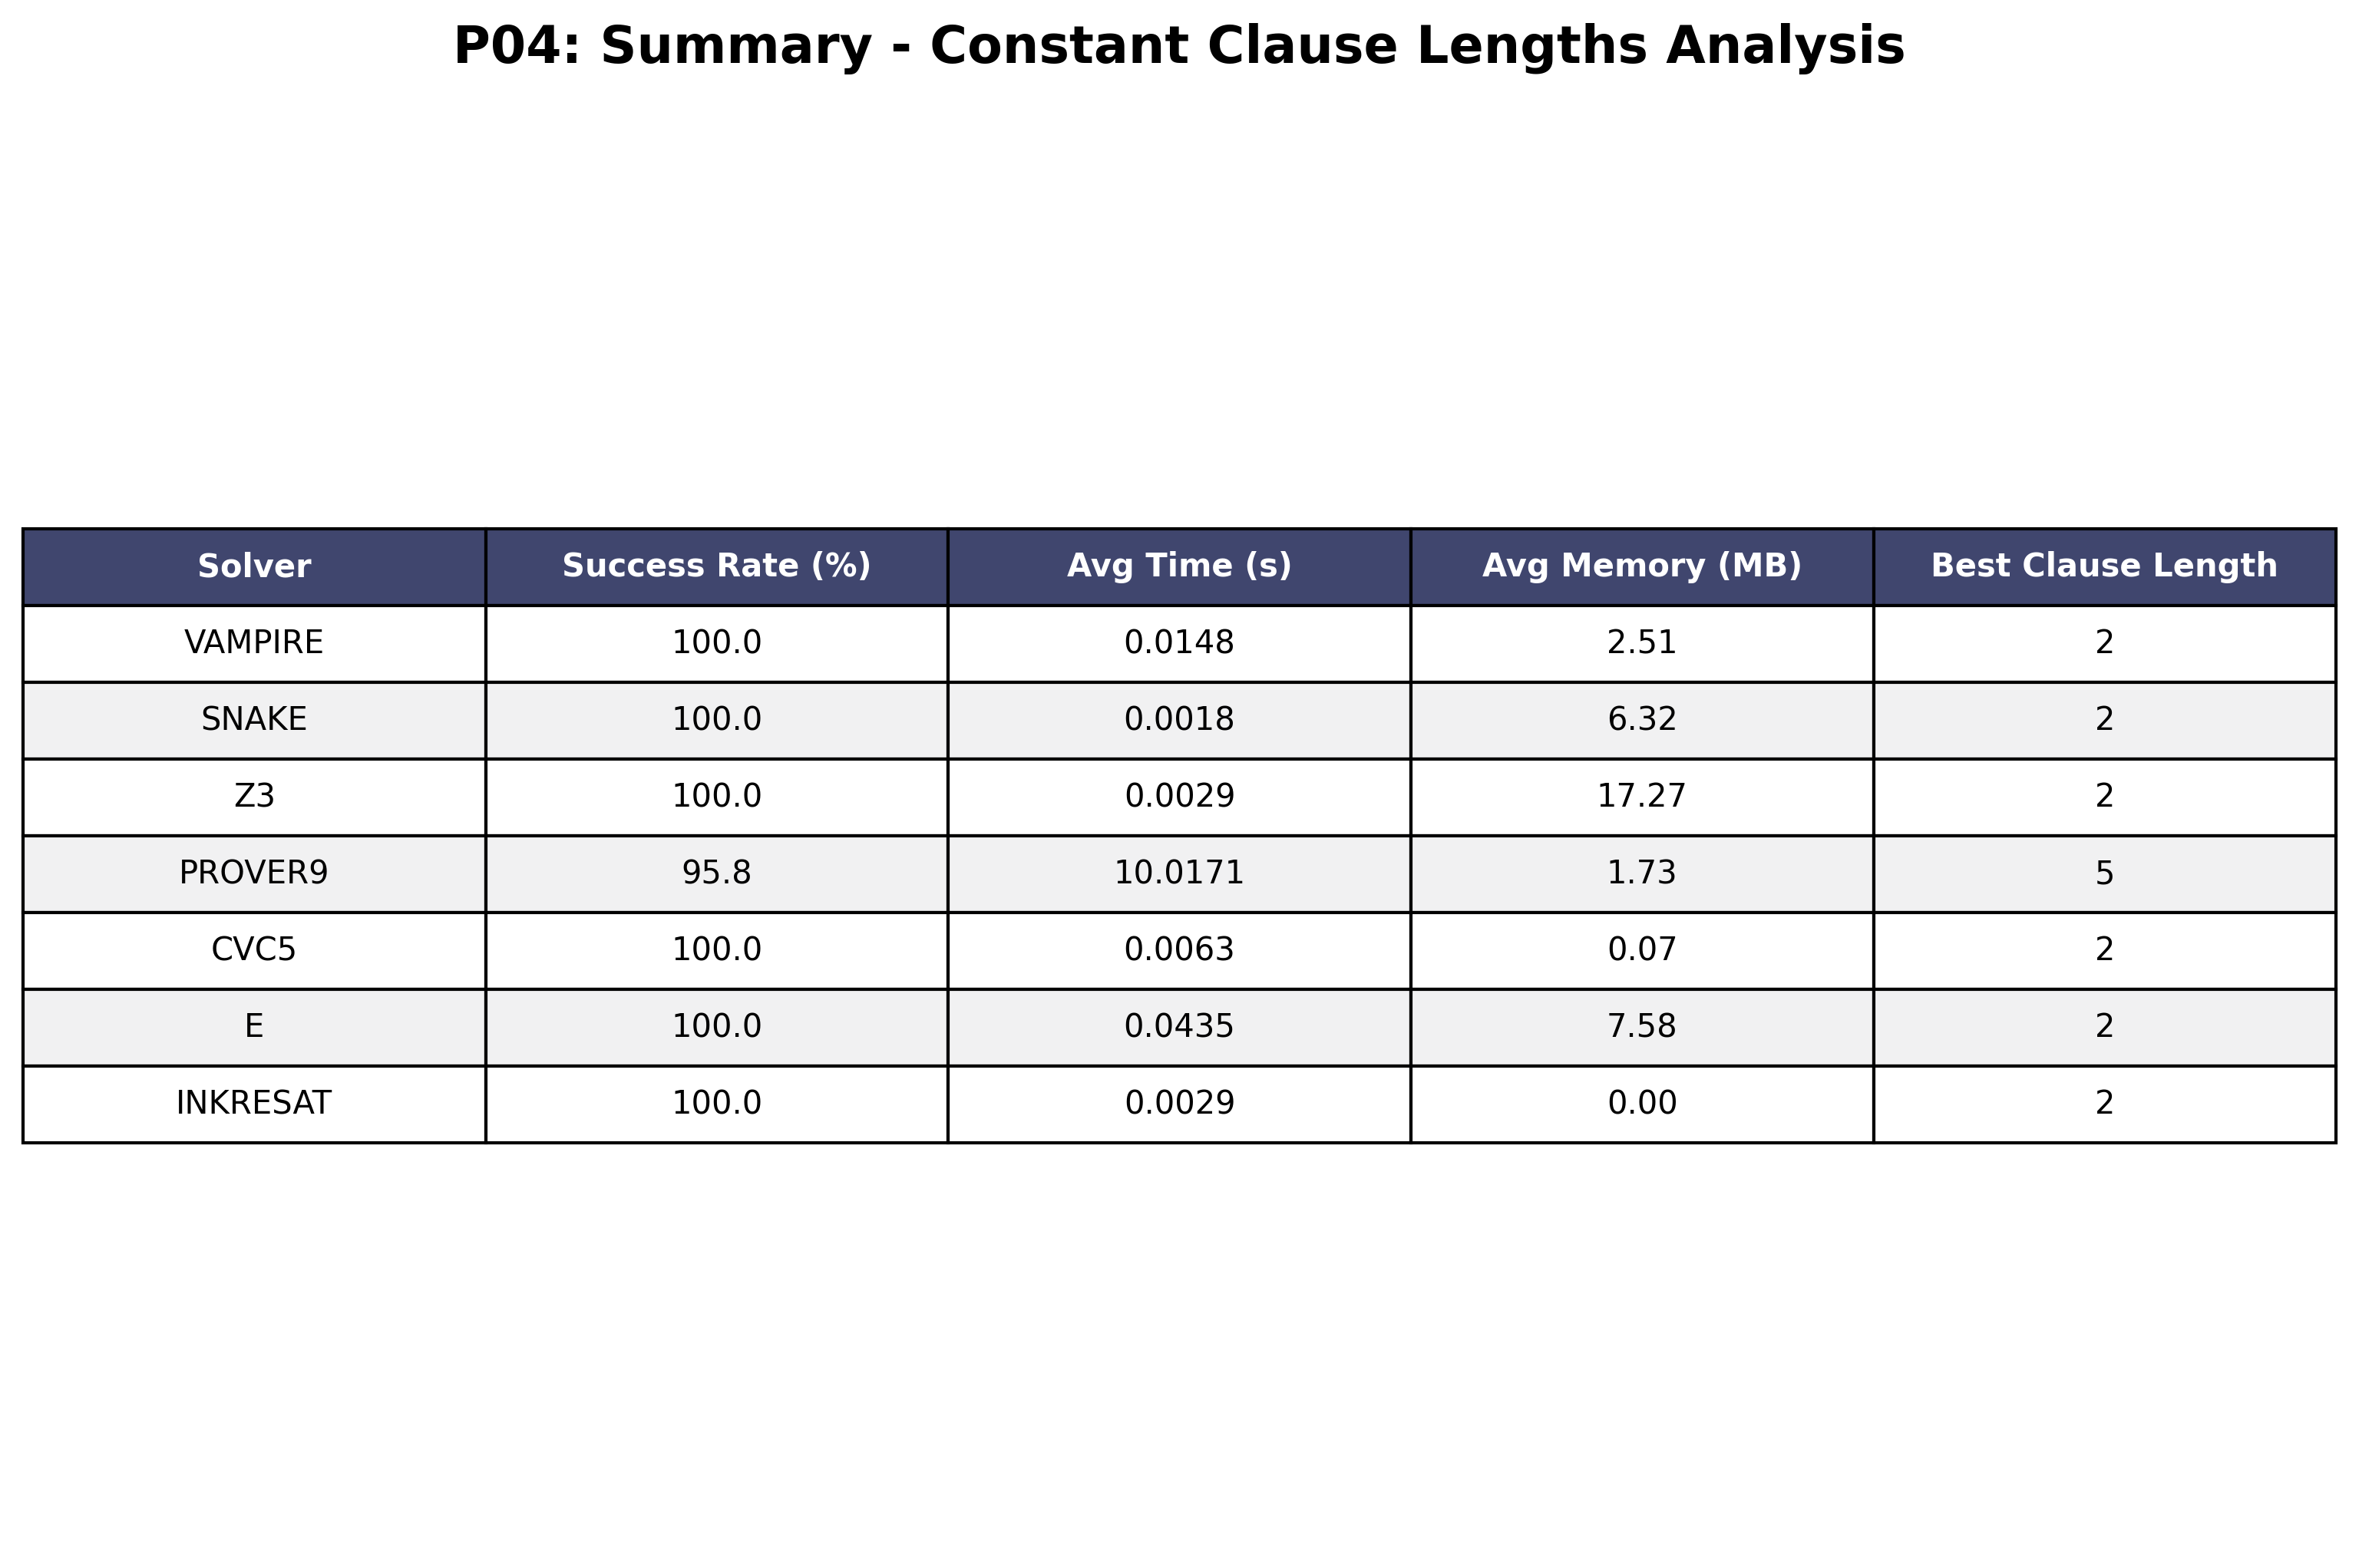 P04: Summary - Constant Clause Lengths Analysis
Solver Success Rate (%) Avg Time (s) Avg Memory (MB) Best Clause Length
VAMPIRE 100.0 0.0148 2.51 2
SNAKE 100.0 0.0018 6.32 2
Z3 100.0 0.0029 17.27 2
PROVER9 95.8 10.0171 1.73 5
CVC5 100.0 0.0063 0.07 2
E 100.0 0.0435 7.58 2
INKRESAT 100.0 0.0029 0.00 2